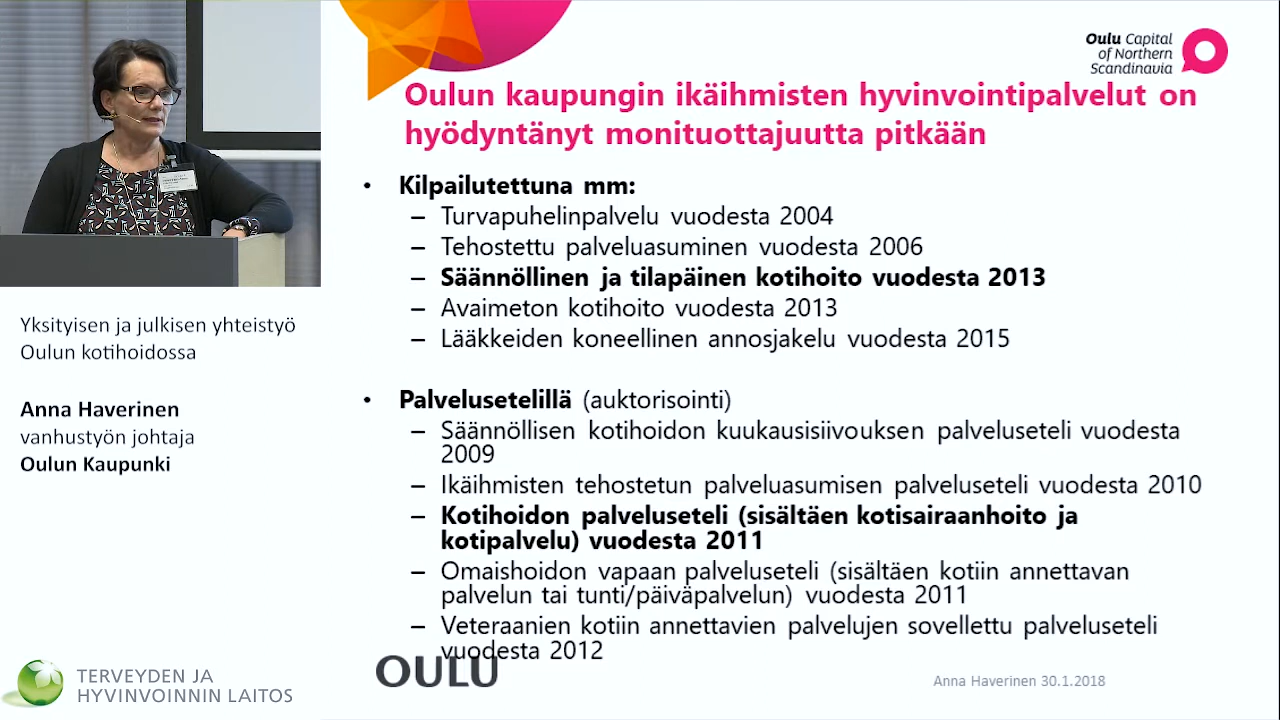 Oulu Capital
of Northern
Scandinavia
Oulun kaupungin ikäihmisten hyvinvointipalvelut on
hyödyntänyt monituottajuutta pitkään
• Kilpailutettuna mm:
– Turvapuhelinpalvelu vuodesta 2004
– Tehostettu palveluasuminen vuodesta 2006
– Säännöllinen ja tilapäinen kotihoito vuodesta 2013
– Avaimeton kotihoito vuodesta 2013
– Lääkkeiden koneellinen annosjakelu vuodesta 2015
• Palvelusetelillä (auktorisointi)
– Säännöllisen kotihoidon kuukausisiivouksen palveluseteli vuodesta
2009
– Ikäihmisten tehostetun palveluasumisen palveluseteli vuodesta 2010
– Kotihoidon palveluseteli (sisältäen kotisairaanhoito ja
kotipalvelu) vuodesta 2011
– Omaishoidon vapaan palveluseteli (sisältäen kotiin annettavan
palvelun tai tunti/päiväpalvelun) vuodesta 2011
– Veteraanien kotiin annettavien palvelujen sovellettu palveluseteli
vuodesta 2012
OULU
Anna Haverinen 30.1.2018
Yksityisen ja julkisen yhteistyö
Oulun kotihoidossa
Anna Haverinen
vanhustyön johtaja
Oulun Kaupunki
TERVEYDEN JA
HYVINVOINNIN LAITOS